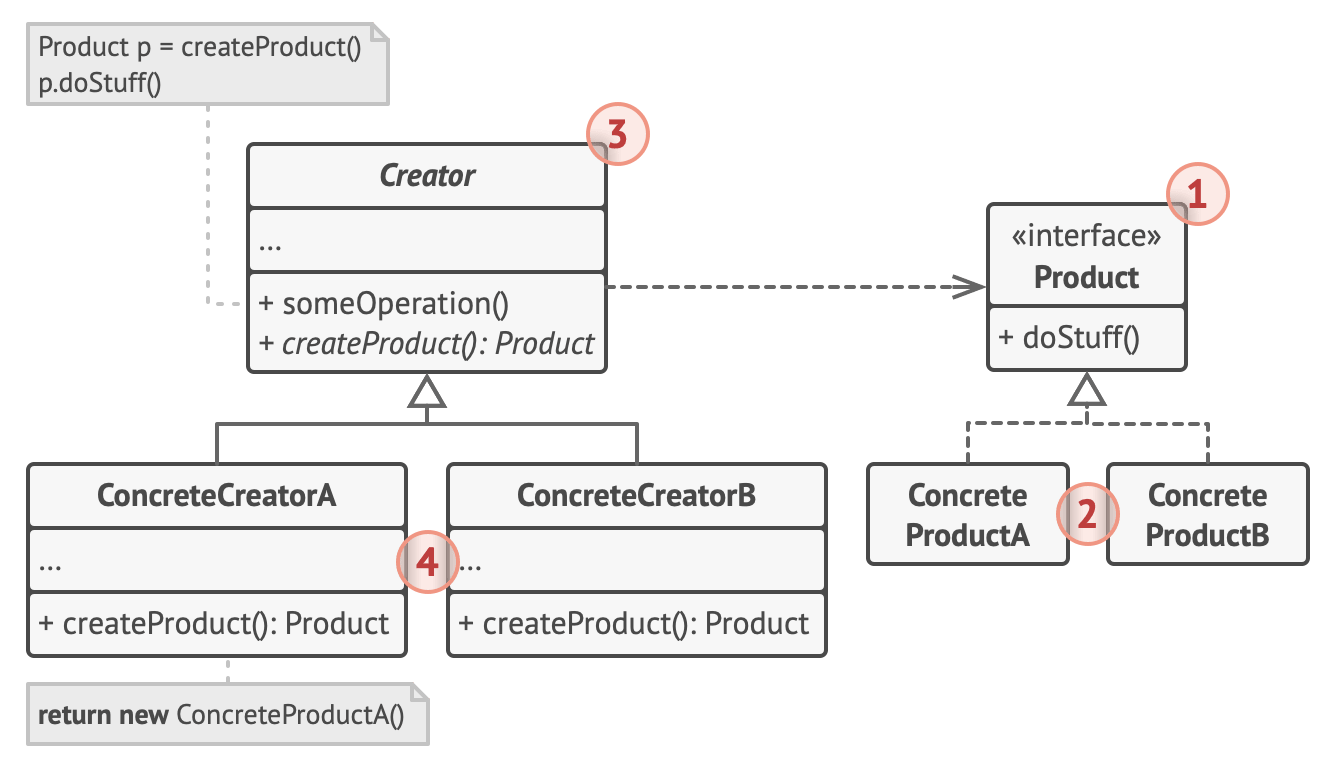 Product p = createProduct()
p.doStuff()
3
Creator
...
+ someOperation()
+ createProduct(): Product
1
«interface»
Product
+ doStuff()
ConcreteCreatorA
...
+ createProduct(): Product
4
ConcreteCreatorB
...
+ createProduct(): Product
Concrete
ProductA
2
Concrete
ProductB
return new ConcreteProductA()